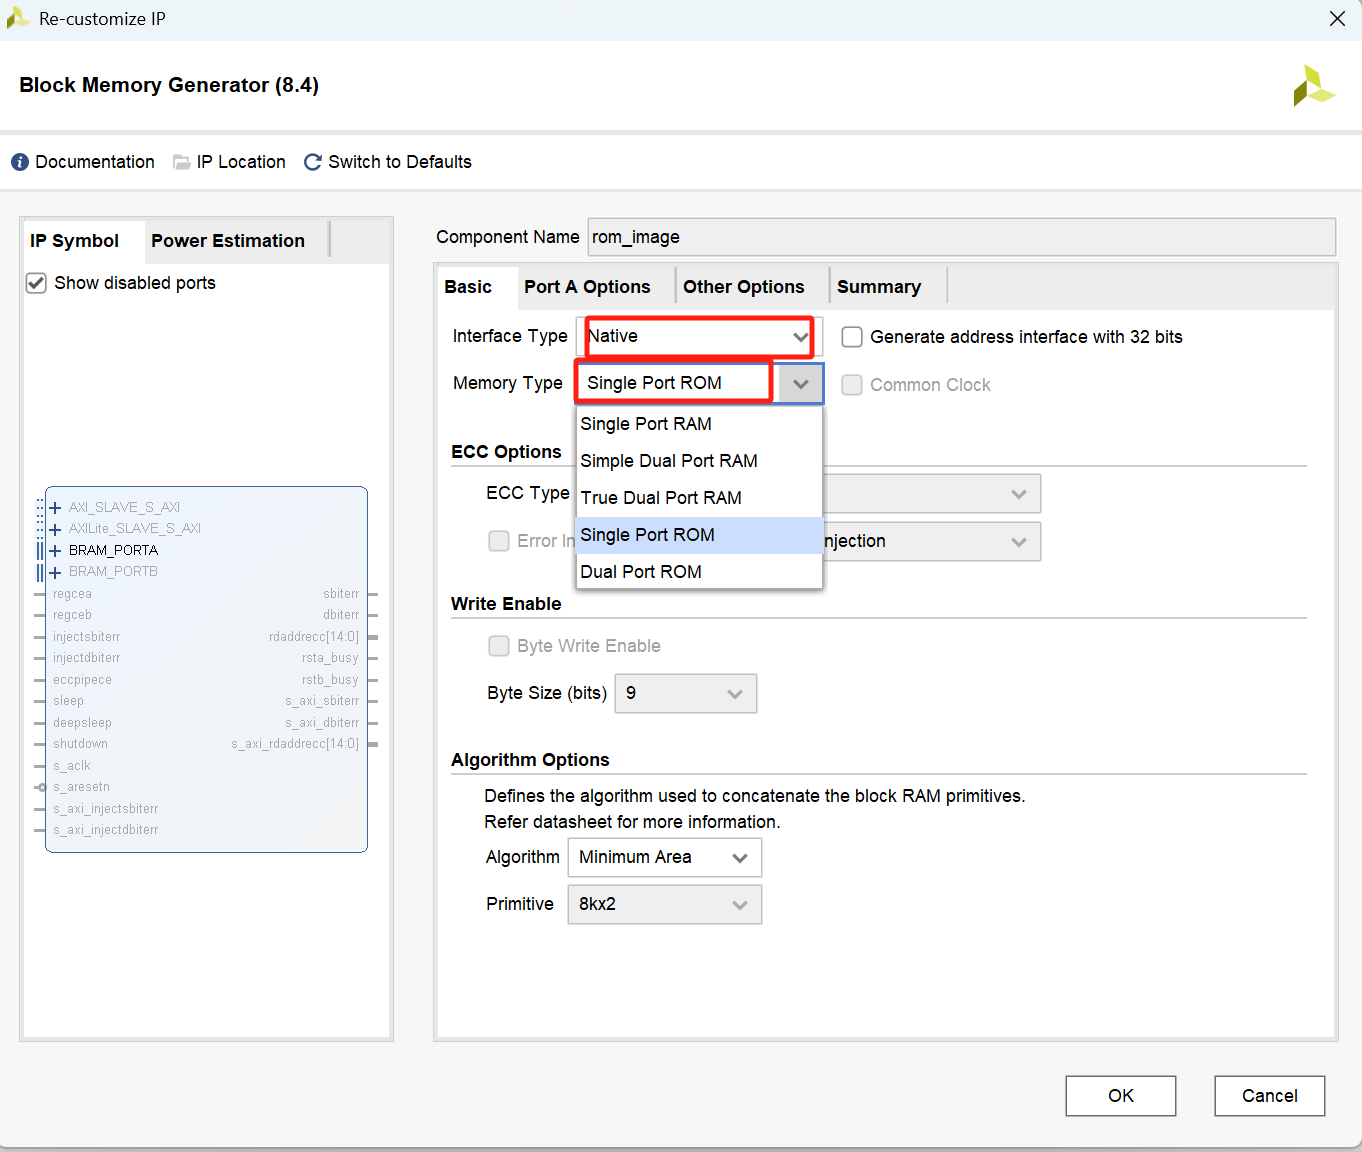 Re-customize IP
Block Memory Generator (8.4)
Documentation IP Location Switch to Defaults
IP Symbol Power Estimation
Show disabled ports
AXI_SLAVE_S_AXI
AXILite_SLAVE_S_AXI
BRAM_PORTA
BRAM_PORTB
regcea sbiterr
regceb dbiterr
injectsbiterr rdaddrecc[14:0]
injectdbiterr rsta_busy
eccpipece rstb_busy
sleep s_axi_sbiterr
deepsleep s_axi_dbiterr
shutdown s_axi_rdaddrecc[14:0]
s_aclk
s_aresetn
s_axi_injectsbiterr
s_axi_injectdbiterr
Component Name rom_image
Basic Port A Options Other Options Summary
Interface Type Native Generate address interface with 32 bits
Memory Type Single Port ROM Common Clock
Single Port RAM
Simple Dual Port RAM
True Dual Port RAM
Single Port ROM
Dual Port ROM
ECC Options
ECC Type
Error In njection
Write Enable
Byte Write Enable
Byte Size (bits) 9
Algorithm Options
Defines the algorithm used to concatenate the block RAM primitives.
Refer datasheet for more information.
Algorithm Minimum Area
Primitive 8kx2
OK Cancel